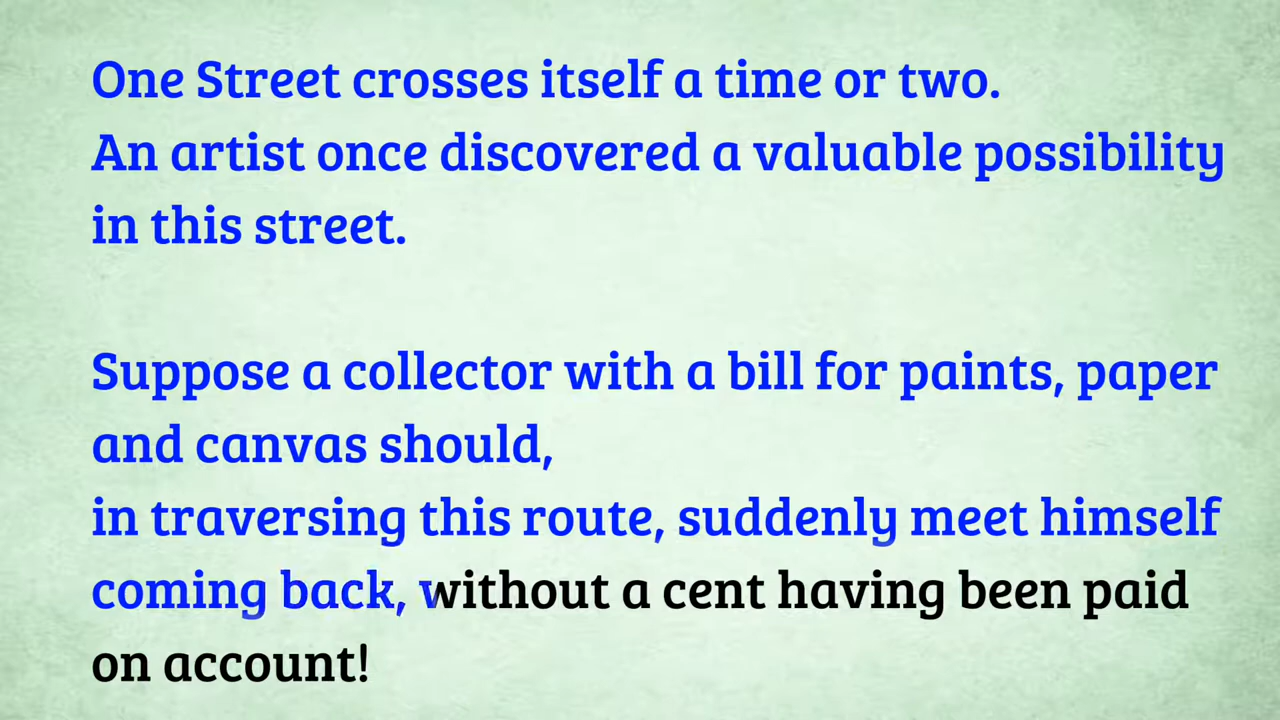 One Street crosses itself a time or two.
An artist once discovered a valuable possibility
in this street.
Suppose a collector with a bill for paints, paper
and canvas should,
in traversing this route, suddenly meet himself
coming back, without a cent having been paid
on account!